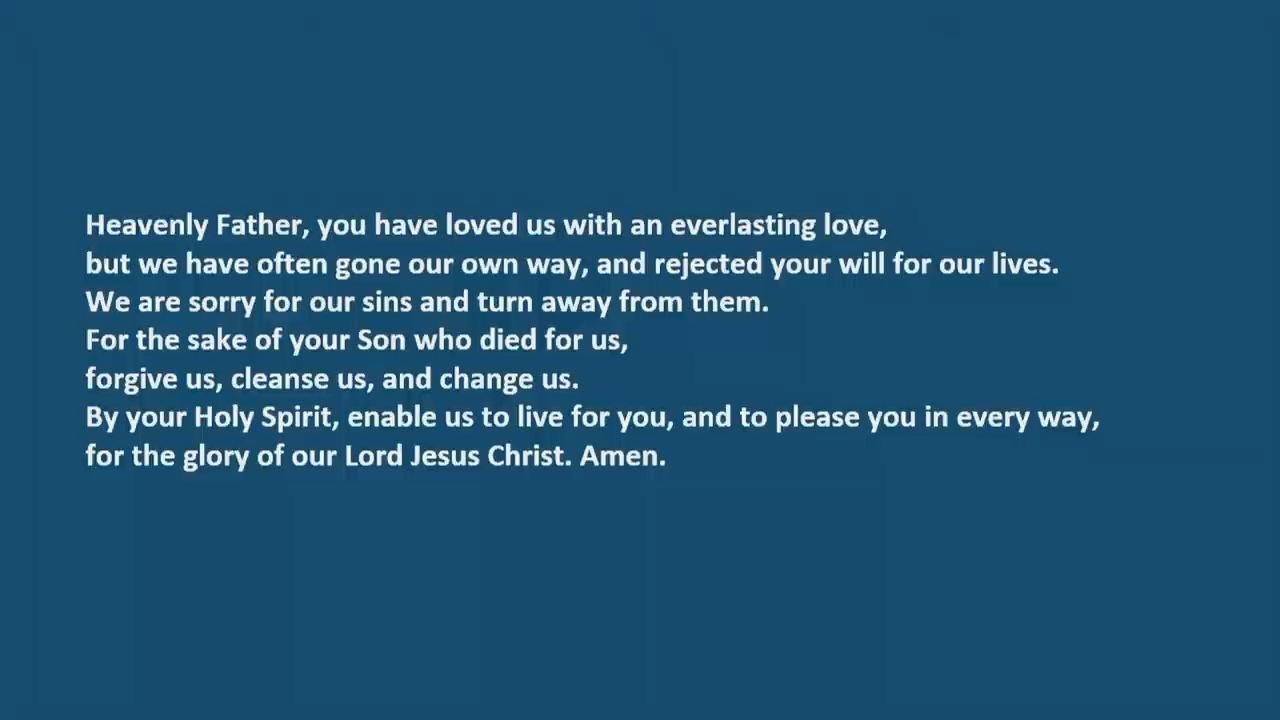 Heavenly Father, you have loved us with an everlasting love,
but we have often gone our own way, and rejected your will for our lives.
We are sorry for our sins and turn away from them.
For the sake of your Son who died for us,
forgive us, cleanse us, and change us.
By your Holy Spirit, enable us to live for you, and to please you in every way,
for the glory of our Lord Jesus Christ. Amen.